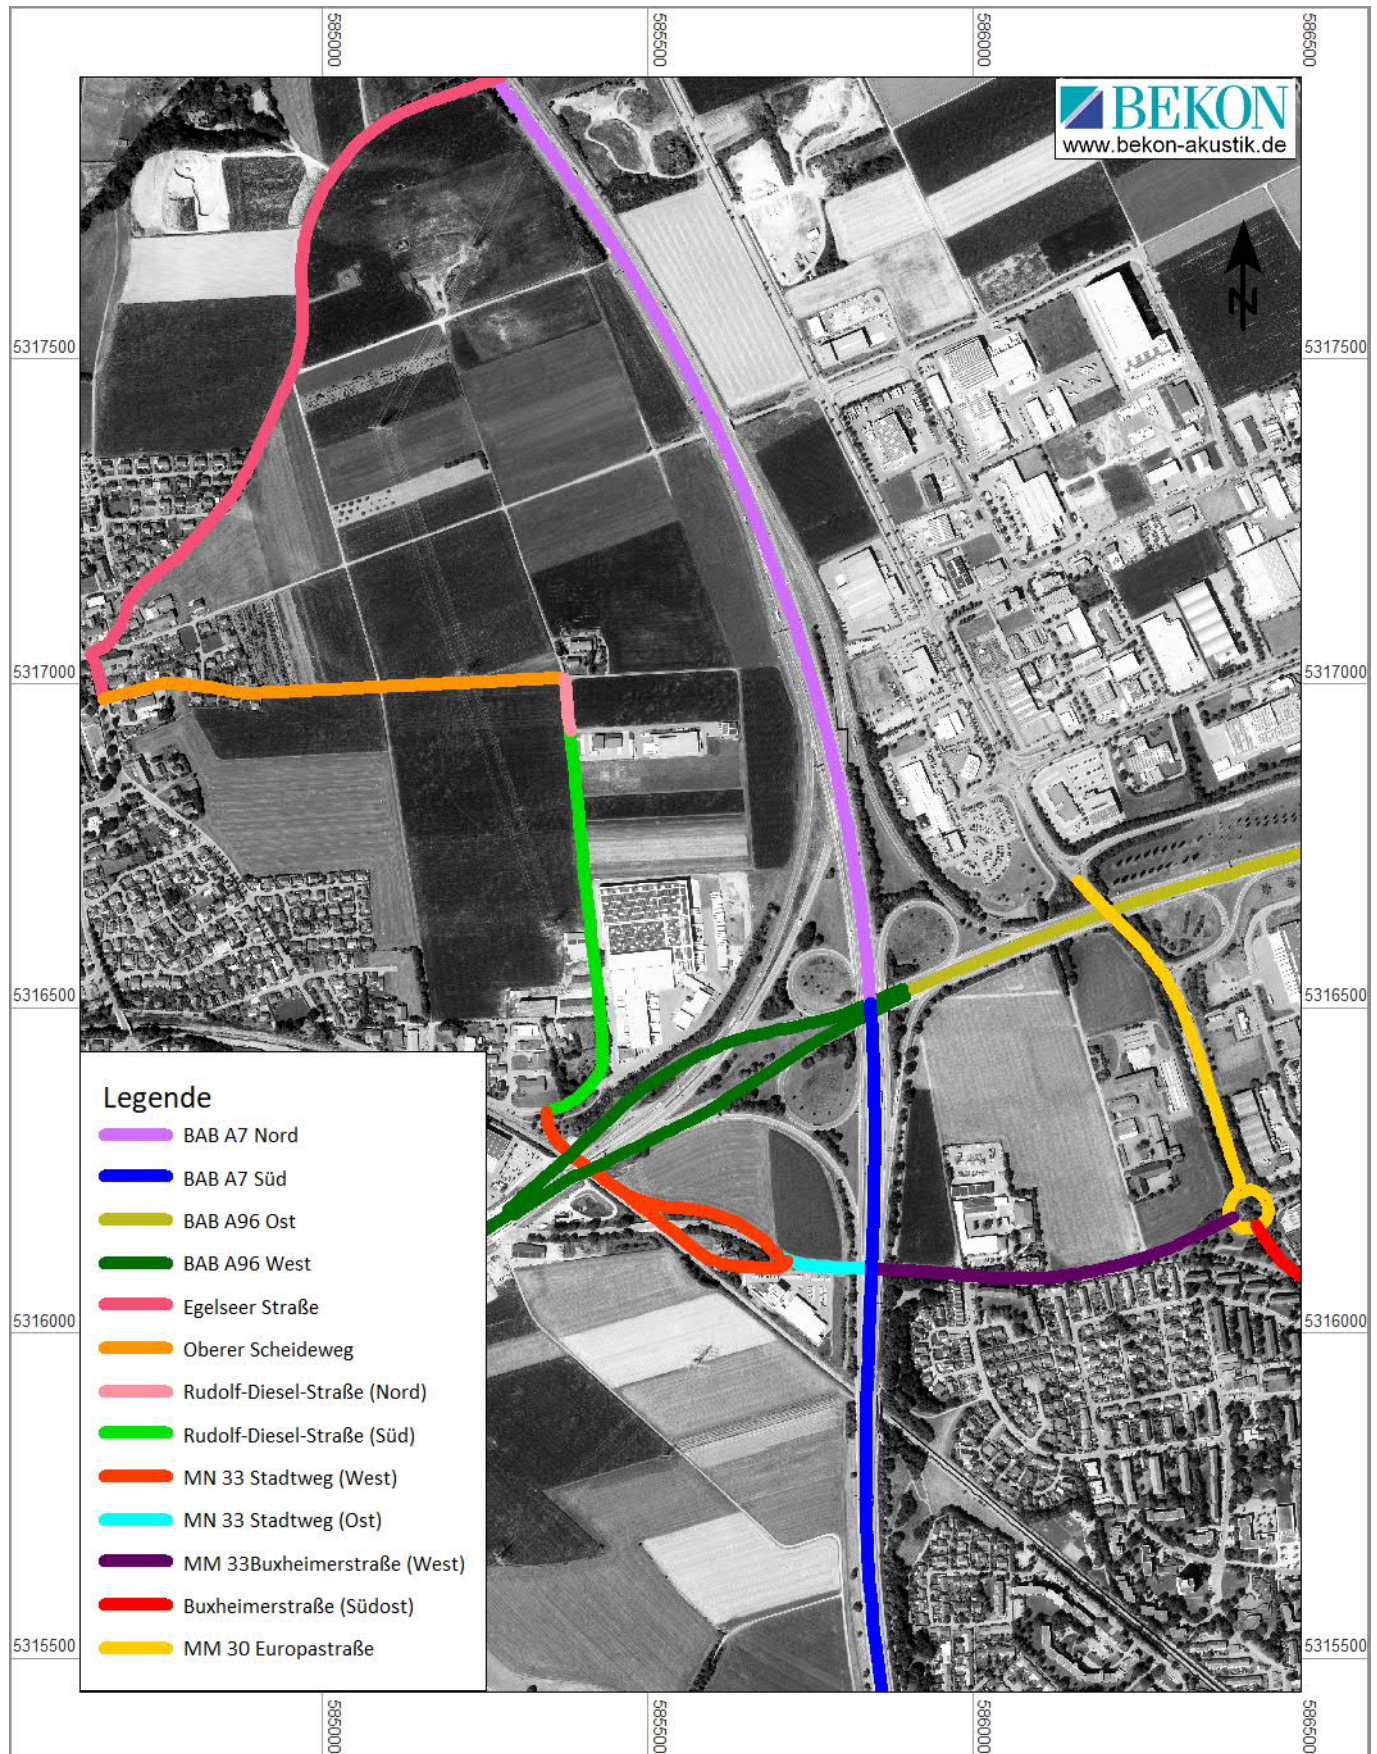 585000
585500
586000
586500
BEKON
www.bekon-akustik.de
N
5317500
5317500
5317000
5317000
5316500
5316500
Legende
BAB A7 Nord
BAB A7 Süd
BAB A96 Ost
BAB A96 West
Egelseer Straße
Oberer Scheideweg
Rudolf-Diesel-Straße (Nord)
Rudolf-Diesel-Straße (Süd)
MN 33 Stadtweg (West)
MN 33 Stadtweg (Ost)
MM 33Buxheimerstraße (West)
Buxheimerstraße (Südost)
MM 30 Europastraße
5316000
5316000
5315500
5315500
585000
585500
586000
586500